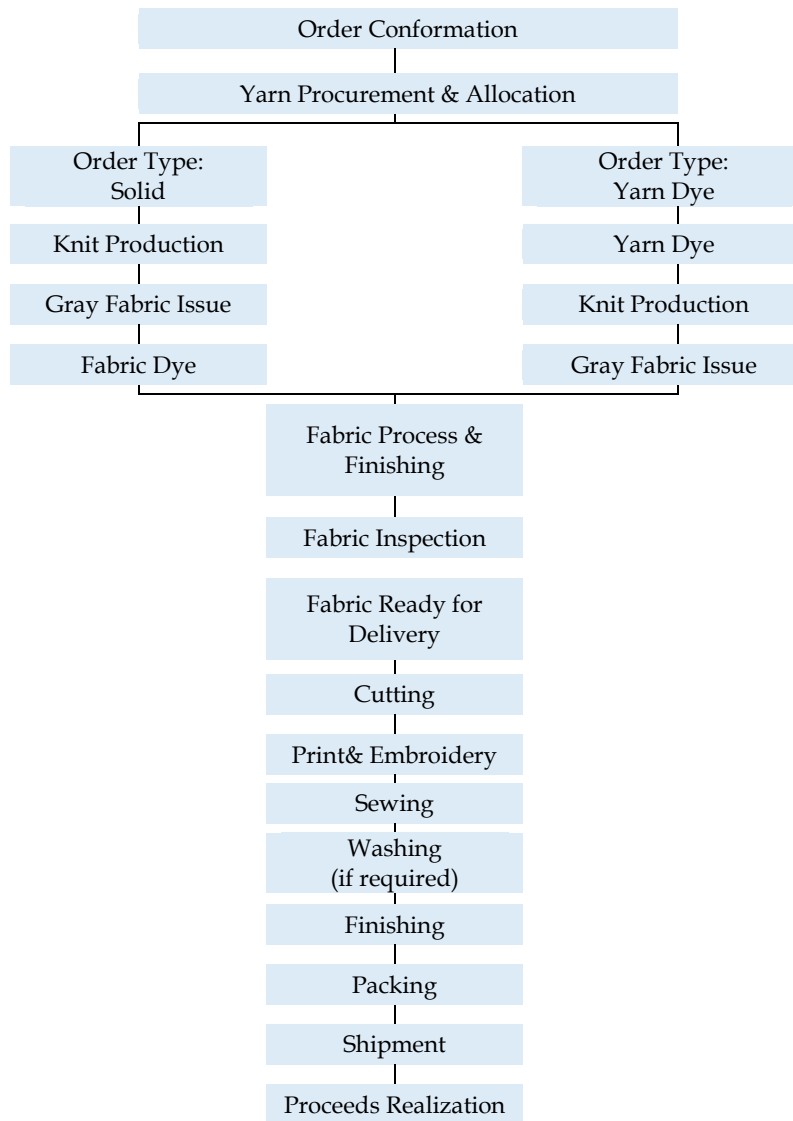 Order Conformation
Yarn Procurement & Allocation
Order Type:
Solid
Knit Production
Gray Fabric Issue
Fabric Dye
Order Type:
Yarn Dye
Yarn Dye
Knit Production
Gray Fabric Issue
Fabric Process &
Finishing
Fabric Inspection
Fabric Ready for
Delivery
Cutting
Print& Embroidery
Sewing
Washing
(if required)
Finishing
Packing
Shipment
Proceeds Realization